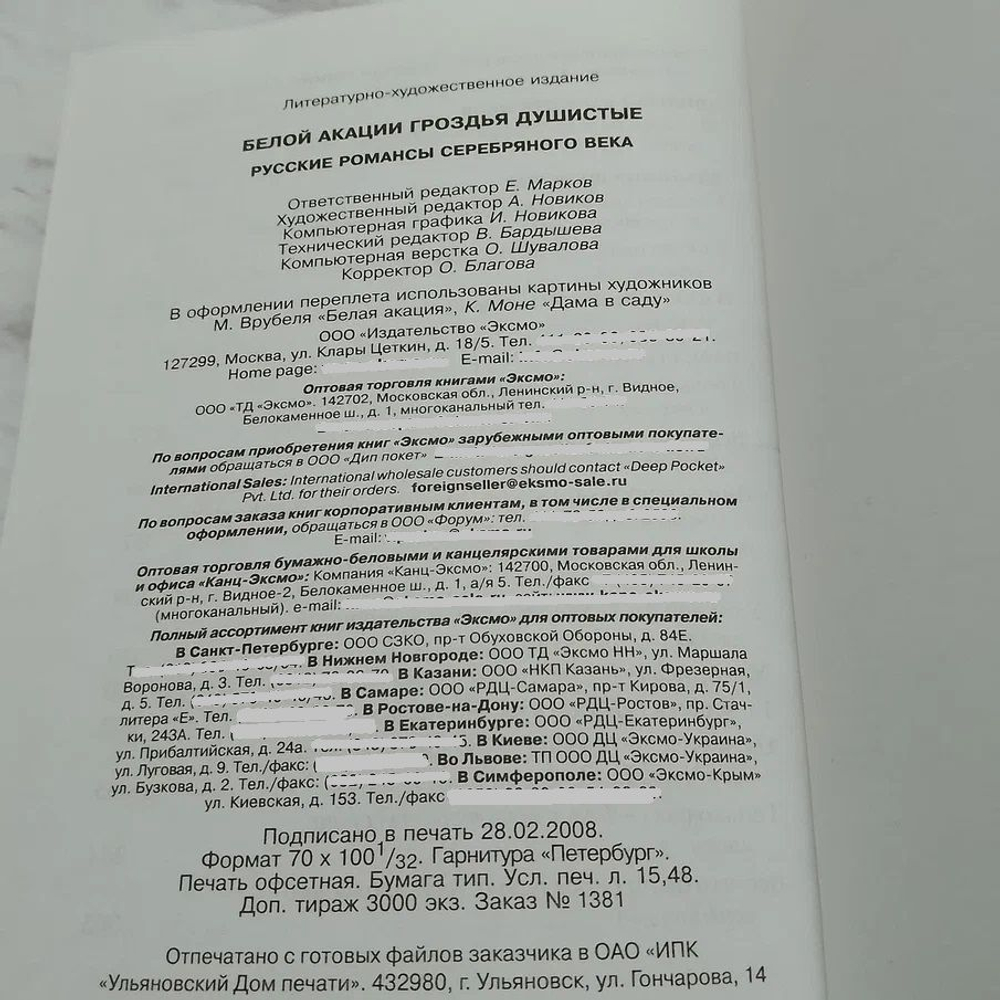 Литературно-художественное издание
БЕЛОЙ АКАЦИИ ГРОЗДЬЯ ДУШИСТЫЕ
РУССКИЕ РОМАНСЫ СЕРЕБРЯНОГО ВЕКА
Ответственный редактор Е. Марков
Художественный редактор А. Новиков
Компьютерная графика И. Новикова
Технический редактор В. Бардышева
Компьютерная верстка О. Шувалова
Корректор О. Благова
В оформлении переплета использованы картины художников
М. Врубеля «Белая акация», К. Моне «Дама в саду»
ООО «Издательство «Эксмо»
127299, Москва, ул. Клары Цеткин, д. 18/5. Тел.
Home page: E-mail:
Оптовая торговля книгами «Эксмо»:
ООО «ТД «Эксмо». 142702, Московская обл., Ленинский р-н, г. Видное,
Белокаменное ш., д. 1, многоканальный тел.
По вопросам приобретения книг «Эксмо» зарубежными оптовыми покупате-
лями обращаться в ООО «Дип покет»
International Sales: International wholesale customers should contact «Deep Pocket»
Pvt. Ltd. for their orders. foreignseller@eksmo-sale.ru
По вопросам заказа книг корпоративным клиентам, в том числе в специальном
оформлении, обращаться в ООО «Форум»: тел.
E-mail:
Оптовая торговля бумажно-беловыми и канцелярскими товарами для школы
и офиса «Канц-Эксмо»: Компания «Канц-Эксмо»: 142700, Московская обл., Ленин-
ский р-н, г. Видное-2, Белокаменное ш., д. 1, а/я 5. Тел./факс
(многоканальный). e-mail:
Полный ассортимент книг издательства «Эксмо» для оптовых покупателей:
В Санкт-Петербурге: ООО СЗКО, пр-т Обуховской Обороны, д. 84Е.
В Нижнем Новгороде: ООО ТД «Эксмо НН», ул. Маршала
Воронова, д. 3. Тел. В Казани: ООО «НКП Казань», ул. Фрезерная,
д. 5. Тел. В Самаре: ООО «РДЦ-Самара», пр-т Кирова, д. 75/1,
литера «Е». Тел. В Ростове-на-Дону: ООО «РДЦ-Ростов», пр. Стач-
ки, 243А. Тел. В Екатеринбурге: ООО «РДЦ-Екатеринбург»,
ул. Прибалтийская, д. 24а. В Киеве: ООО ДЦ «Эксмо-Украина»,
ул. Луговая, д. 9. Тел./факс: Во Львове: ТП ООО ДЦ «Эксмо-Украина»,
ул. Бузкова, д. 2. Тел./факс: В Симферополе: ООО «Эксмо-Крым»
ул. Киевская, д. 153. Тел./факс
Подписано в печать 28.02.2008.
Формат 70 x 100 1/32. Гарнитура «Петербург».
Печать офсетная. Бумага тип. Усл. печ. л. 15,48.
Доп. тираж 3000 экз. Заказ № 1381
Отпечатано с готовых файлов заказчика в ОАО «ИПК
«Ульяновский Дом печати». 432980, г. Ульяновск, ул. Гончарова, 14